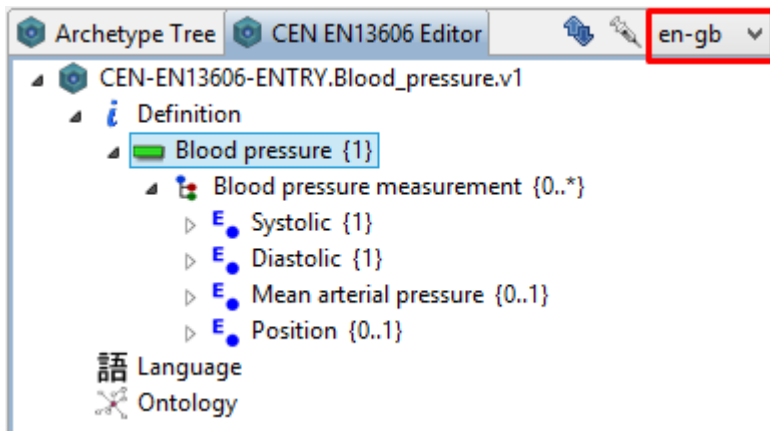 Archetype Tree CEN EN13606 Editor en-gb
CEN-EN13606-ENTRY.Blood_pressure.v1
i Definition
Blood pressure {1}
Blood pressure measurement {0..*}
E Systolic {1}
E Diastolic {1}
E Mean arterial pressure {0..1}
E Position {0..1}
語 Language
Ontology